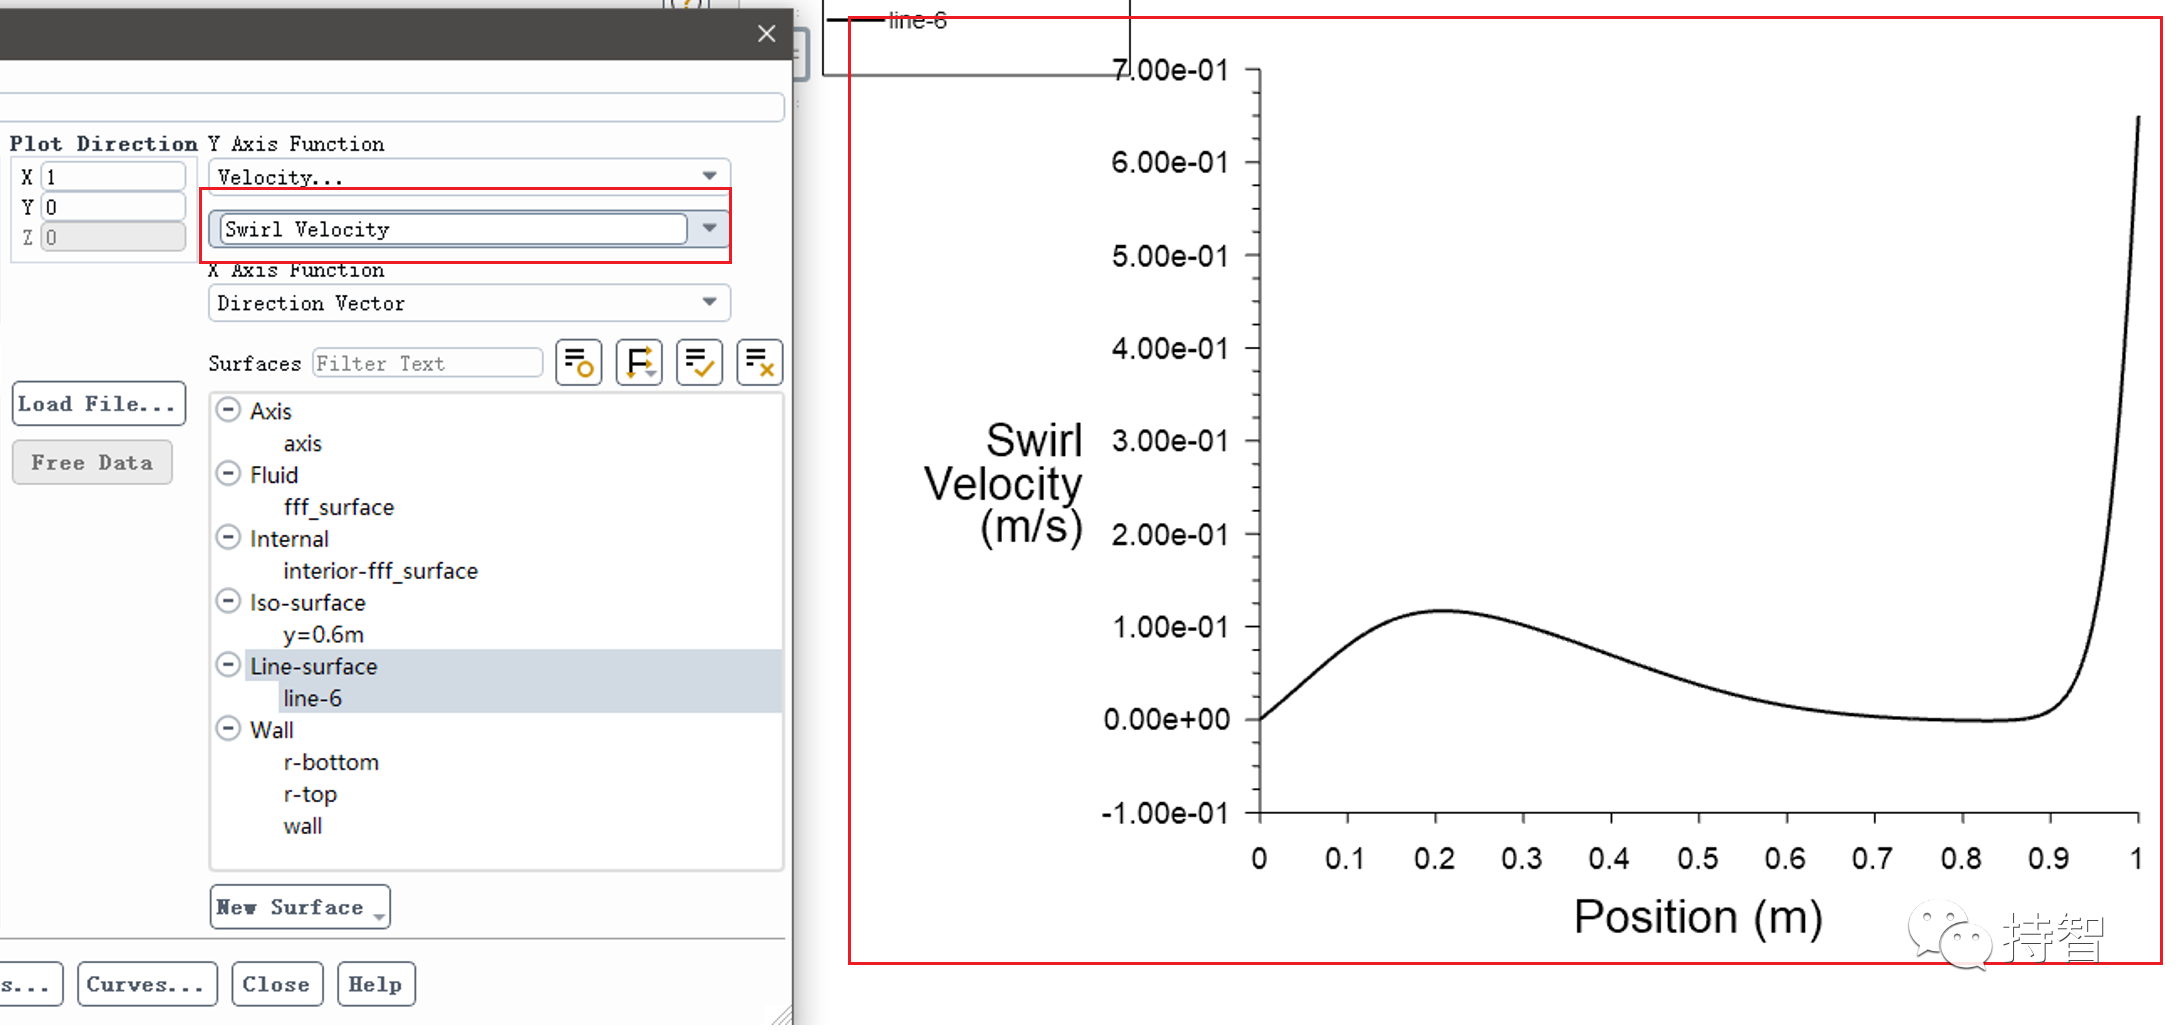 Plot Direction
X 1
Y 0
Z 0
Y Axis Function
Velocity...
Swirl Velocity
X Axis Function
Direction Vector
Surfaces Filter Text
Load File...
Free Data
Axis
axis
Fluid
fff_surface
Internal
interior-fff_surface
Iso-surface
y=0.6m
Line-surface
line-6
Wall
r-bottom
r-top
wall
New Surface
s...
Curves...
Close
Help
line-6
7.00e-01
6.00e-01
5.00e-01
4.00e-01
3.00e-01
2.00e-01
1.00e-01
0.00e+00
-1.00e-01
Swirl
Velocity
(m/s)
0 0.1 0.2 0.3 0.4 0.5 0.6 0.7 0.8 0.9 1
Position (m)
持智